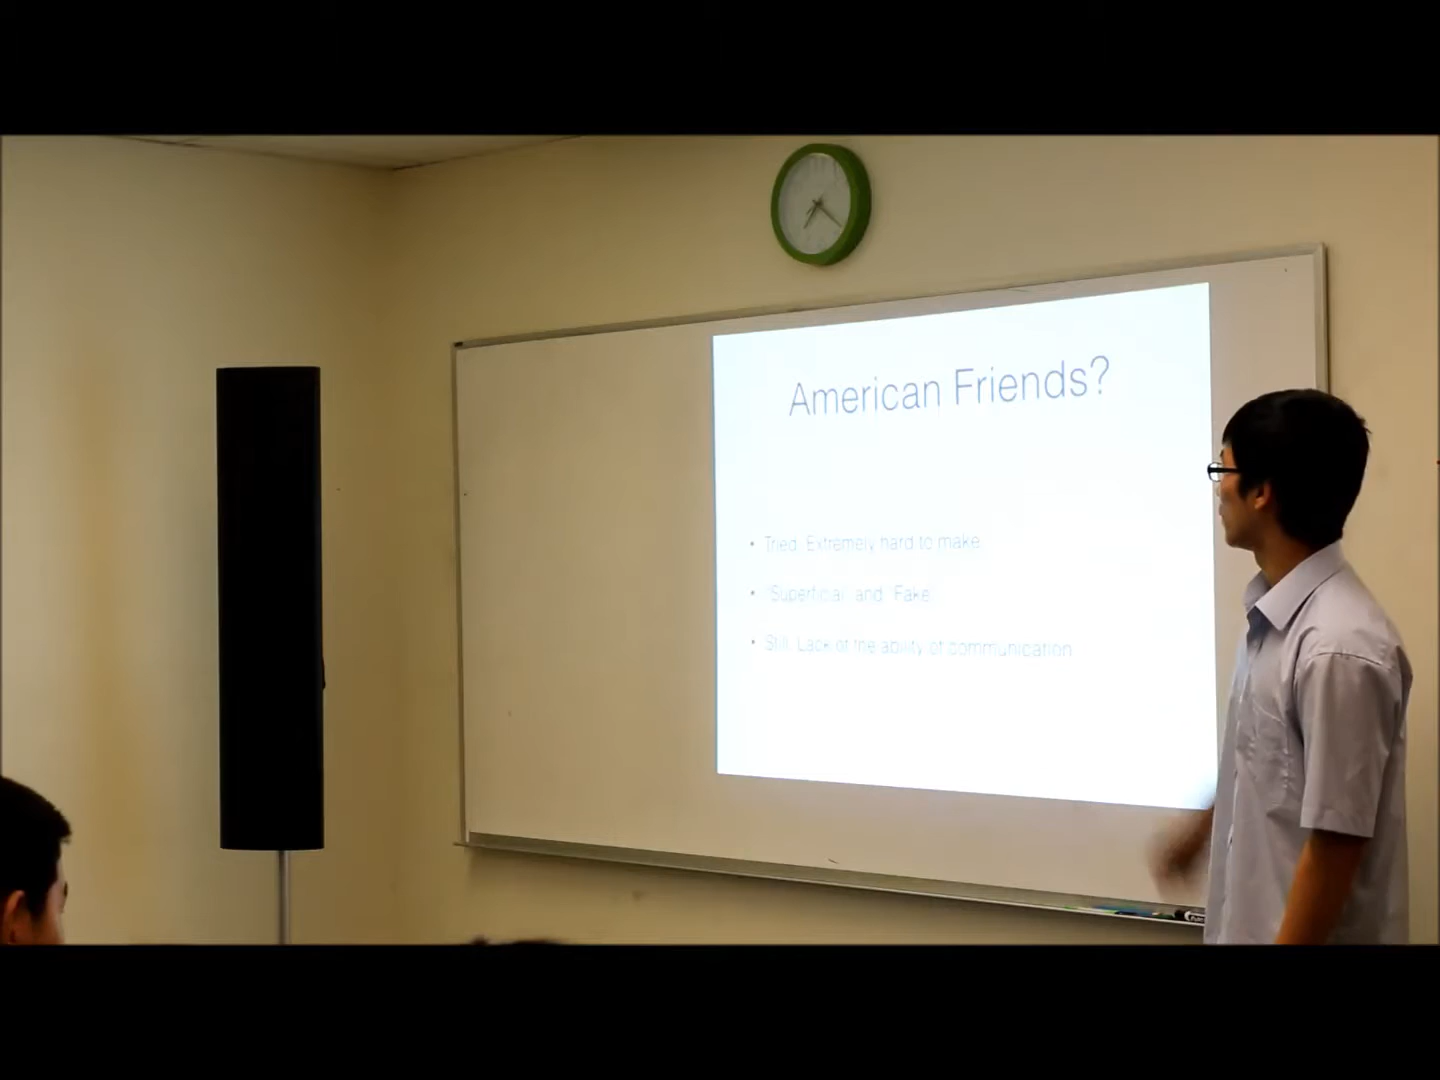 American Friends?
• Tried. Extremely hard to make
• "Superficial" and "Fake"
• Still. Lack of the ability of communication